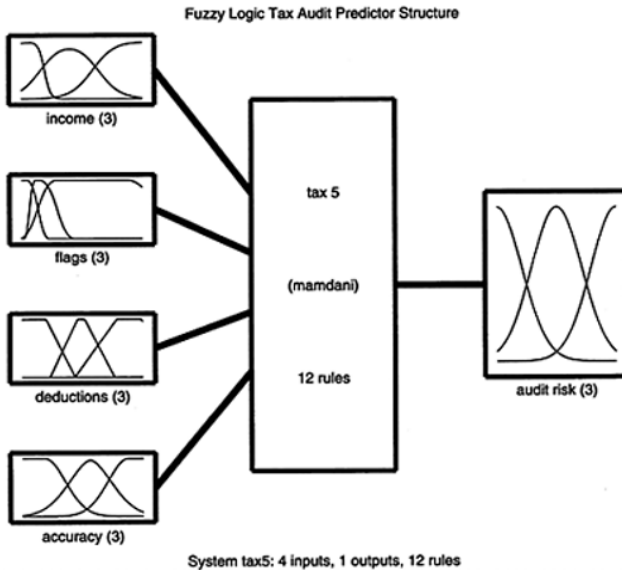 Fuzzy Logic Tax Audit Predictor Structure
income (3)
flags (3)
deductions (3)
accuracy (3)
tax 5
(mamdani)
12 rules
audit risk (3)
System tax5: 4 inputs, 1 outputs, 12 rules